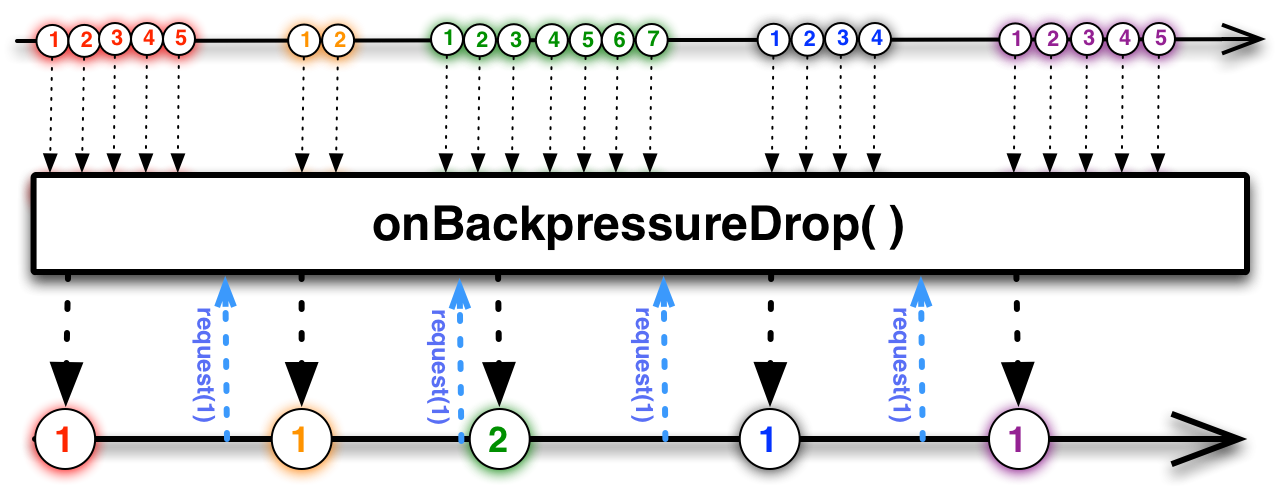 1 2 3 4 5 1 2 1 2 3 4 5 6 7 1 2 3 4 1 2 3 4 5
onBackpressureDrop( )
request(1) request(1) request(1) request(1)
1 1 2 1 1